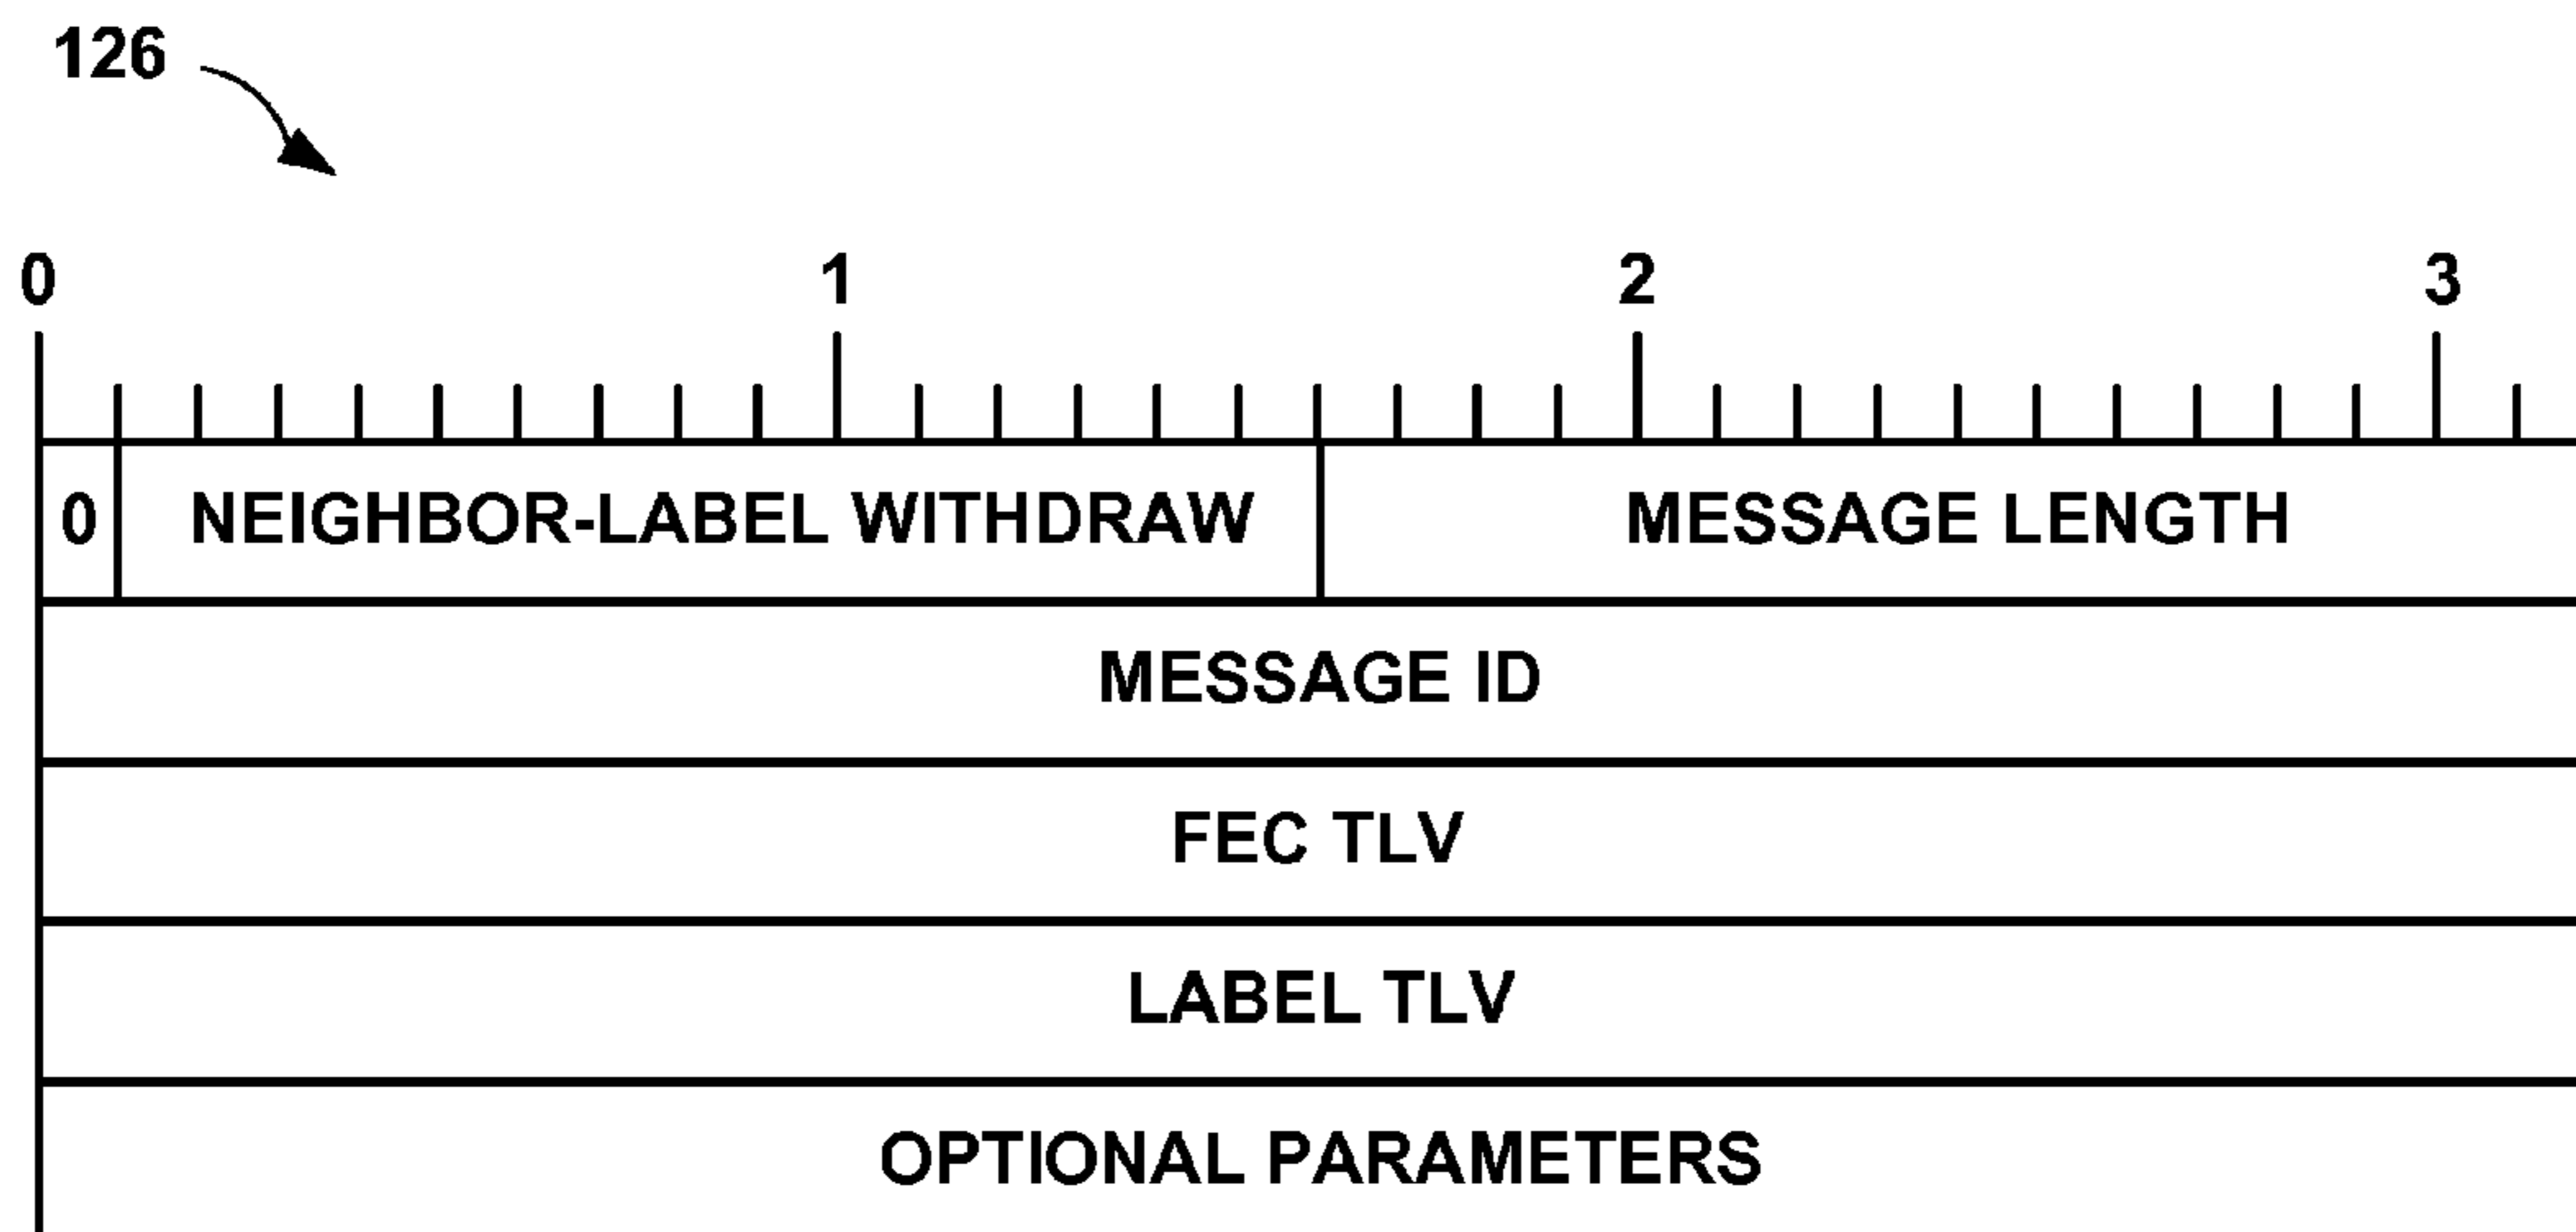 126
0 1 2 3
0 NEIGHBOR-LABEL WITHDRAW MESSAGE LENGTH
MESSAGE ID
FEC TLV
LABEL TLV
OPTIONAL PARAMETERS